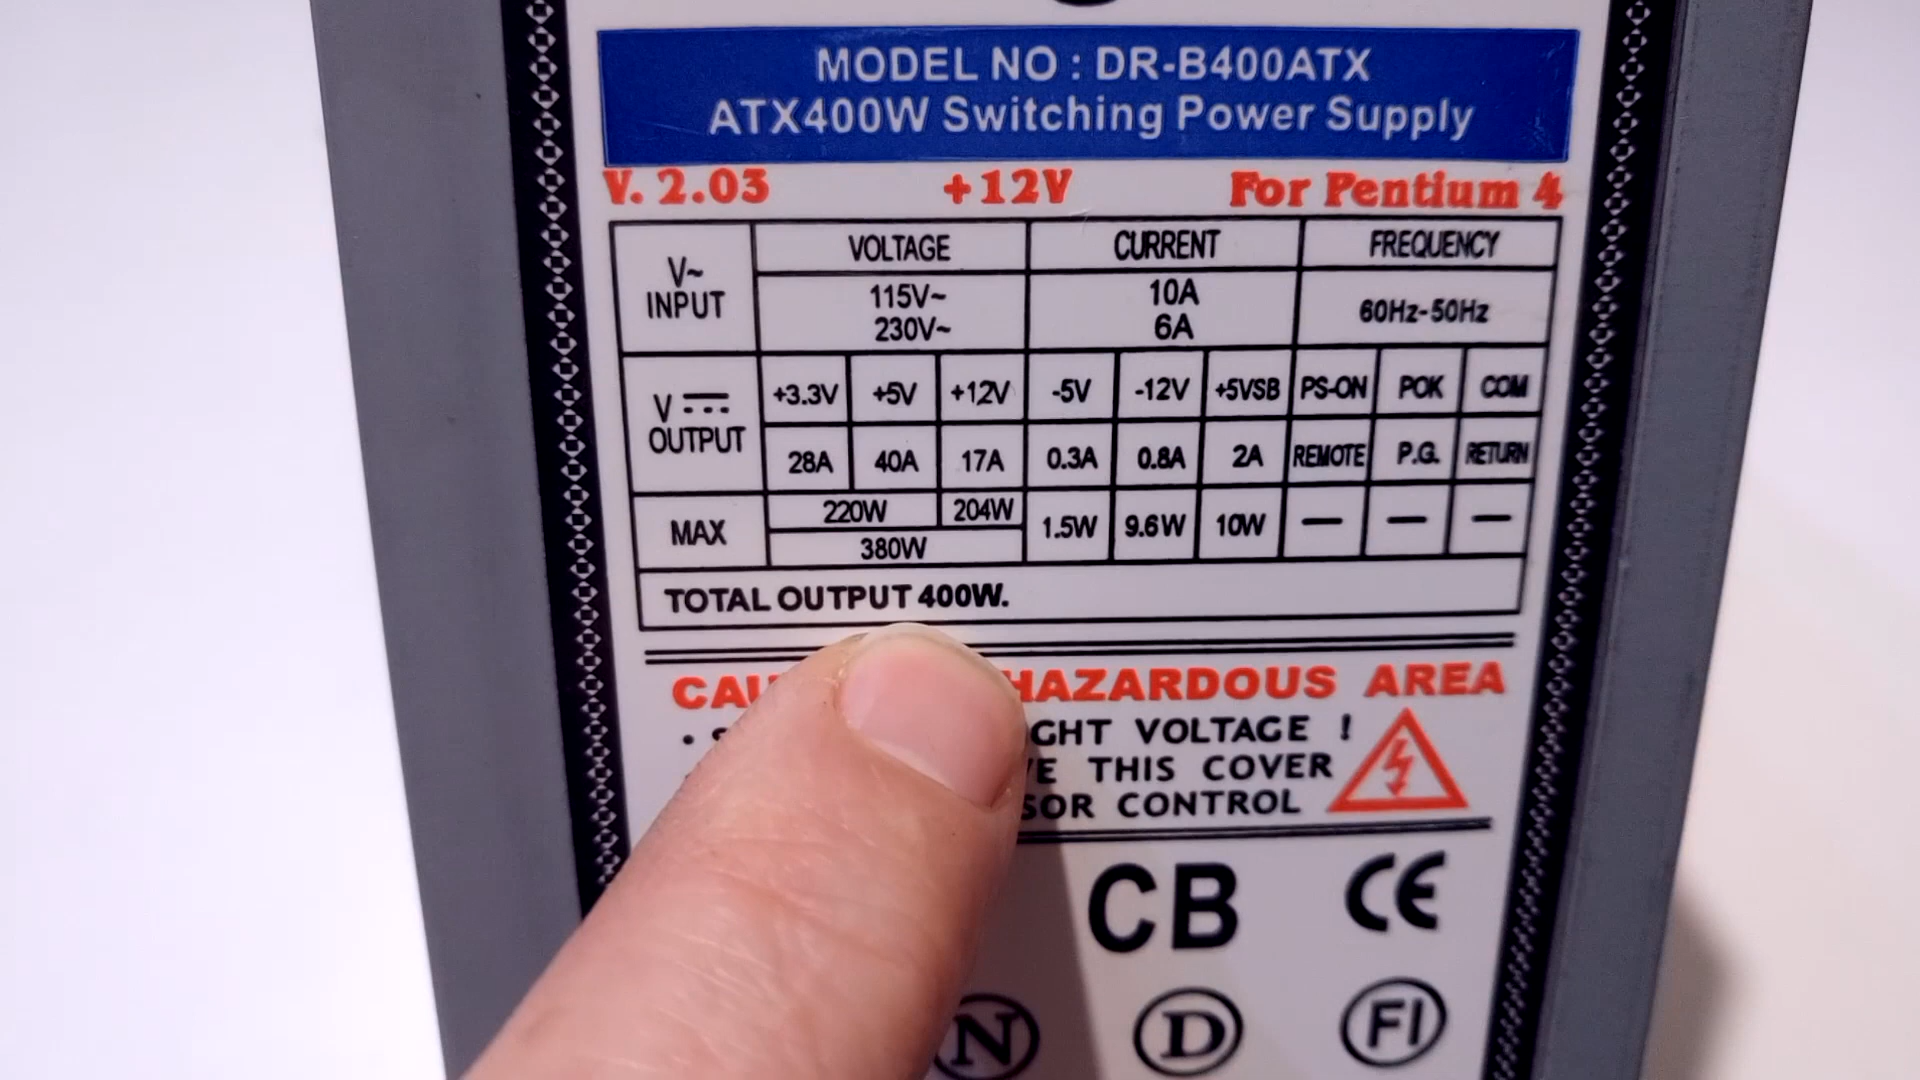 MODEL NO : DR-B400ATX
ATX400W Switching Power Supply
V. 2.03 +12V For Pentium 4
V~ INPUT VOLTAGE CURRENT FREQUENCY
115V~ 10A 60Hz-50Hz
230V~ 6A
V OUTPUT +3.3V +5V +12V -5V -12V +5VSB PS-ON POK COM
28A 40A 17A 0.3A 0.8A 2A REMOTE P.G. RETURN
MAX 220W 204W 1.5W 9.6W 10W — — —
380W
TOTAL OUTPUT 400W.
HAZARDOUS AREA
VOLTAGE !
THIS COVER
CONTROL
CB CE
N D FI